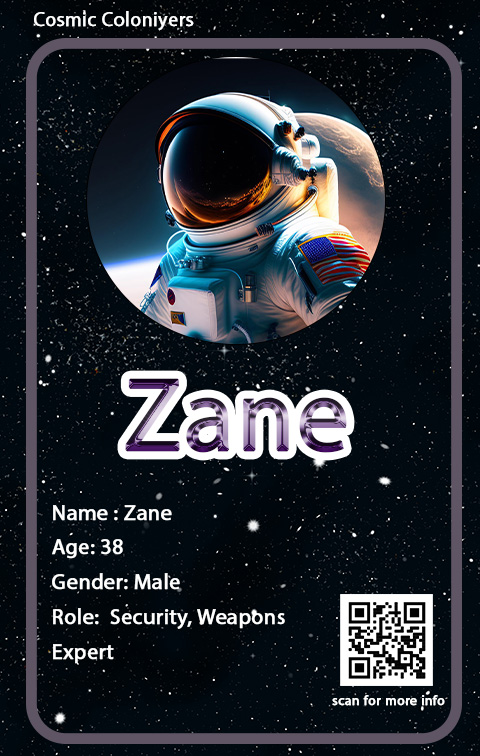 Cosmic Coloniyers
Zane
Name : Zane
Age: 38
Gender: Male
Role:  Security, Weapons
Expert
scan for more info